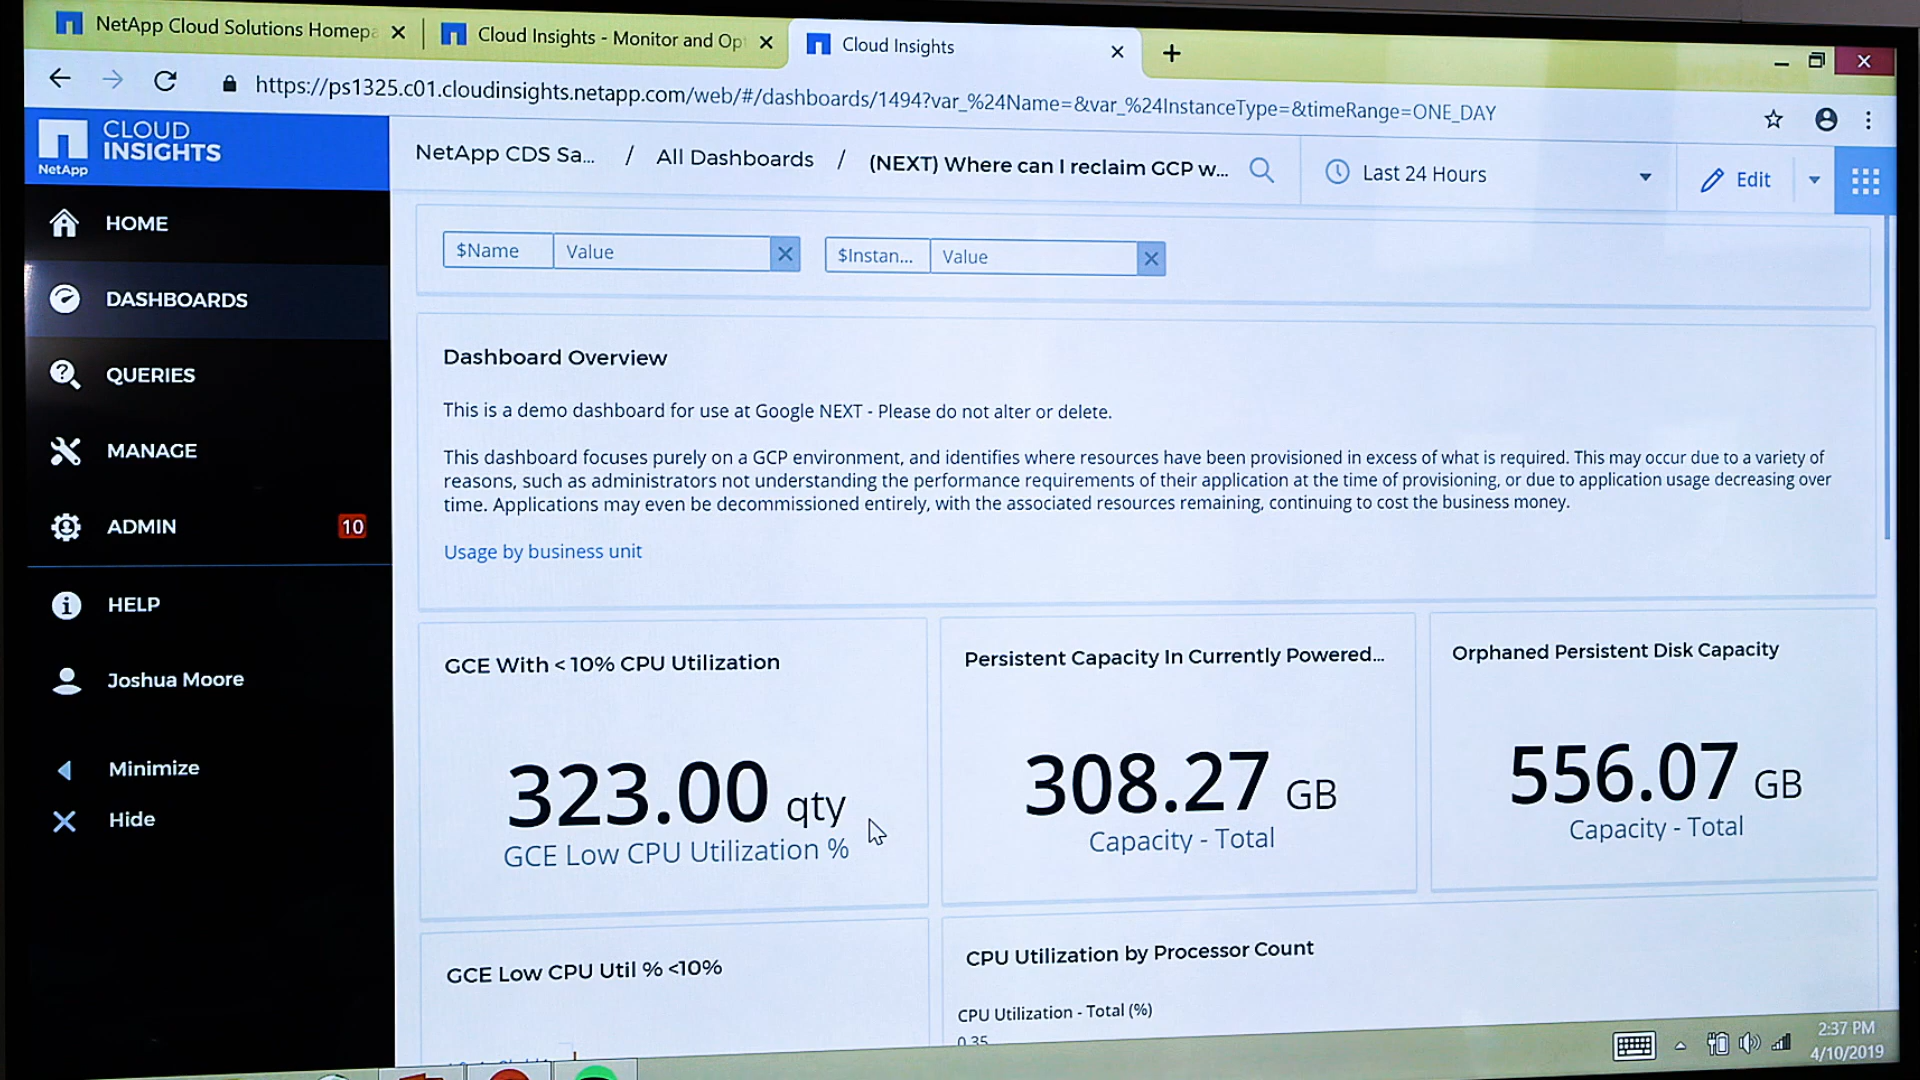 NetApp Cloud Solutions Homepa
Cloud Insights - Monitor and Op
Cloud Insights
https://ps1325.c01.cloudinsights.netapp.com/web/#/dashboards/1494?var_%24Name=&var_%24InstanceType=&timeRange=ONE_DAY
NetApp
CLOUD
INSIGHTS
NetApp CDS Sa... / All Dashboards / (NEXT) Where can I reclaim GCP w...
Last 24 Hours
Edit
HOME
DASHBOARDS
QUERIES
MANAGE
ADMIN 10
HELP
Joshua Moore
Minimize
Hide
$Name Value
$Instan... Value
Dashboard Overview
This is a demo dashboard for use at Google NEXT - Please do not alter or delete.
This dashboard focuses purely on a GCP environment, and identifies where resources have been provisioned in excess of what is required. This may occur due to a variety of
reasons, such as administrators not understanding the performance requirements of their application at the time of provisioning, or due to application usage decreasing over
time. Applications may even be decommissioned entirely, with the associated resources remaining, continuing to cost the business money.
Usage by business unit
GCE With < 10% CPU Utilization
323.00 qty
GCE Low CPU Utilization %
Persistent Capacity In Currently Powered...
308.27 GB
Capacity - Total
Orphaned Persistent Disk Capacity
556.07 GB
Capacity - Total
GCE Low CPU Util % <10%
CPU Utilization by Processor Count
CPU Utilization - Total (%)
0.35
2:37 PM
4/10/2019